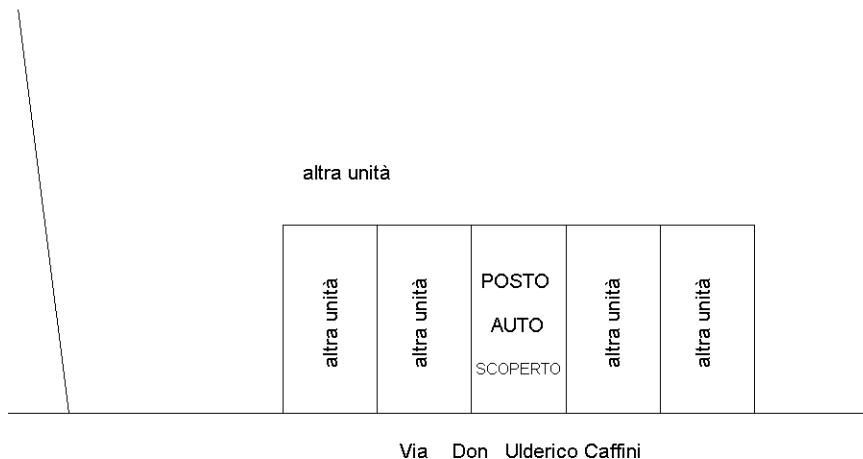 altra unità
altra unità
altra unità
POSTO
AUTO
SCOPERTO
altra unità
altra unità
Via Don Ulderico Caffini